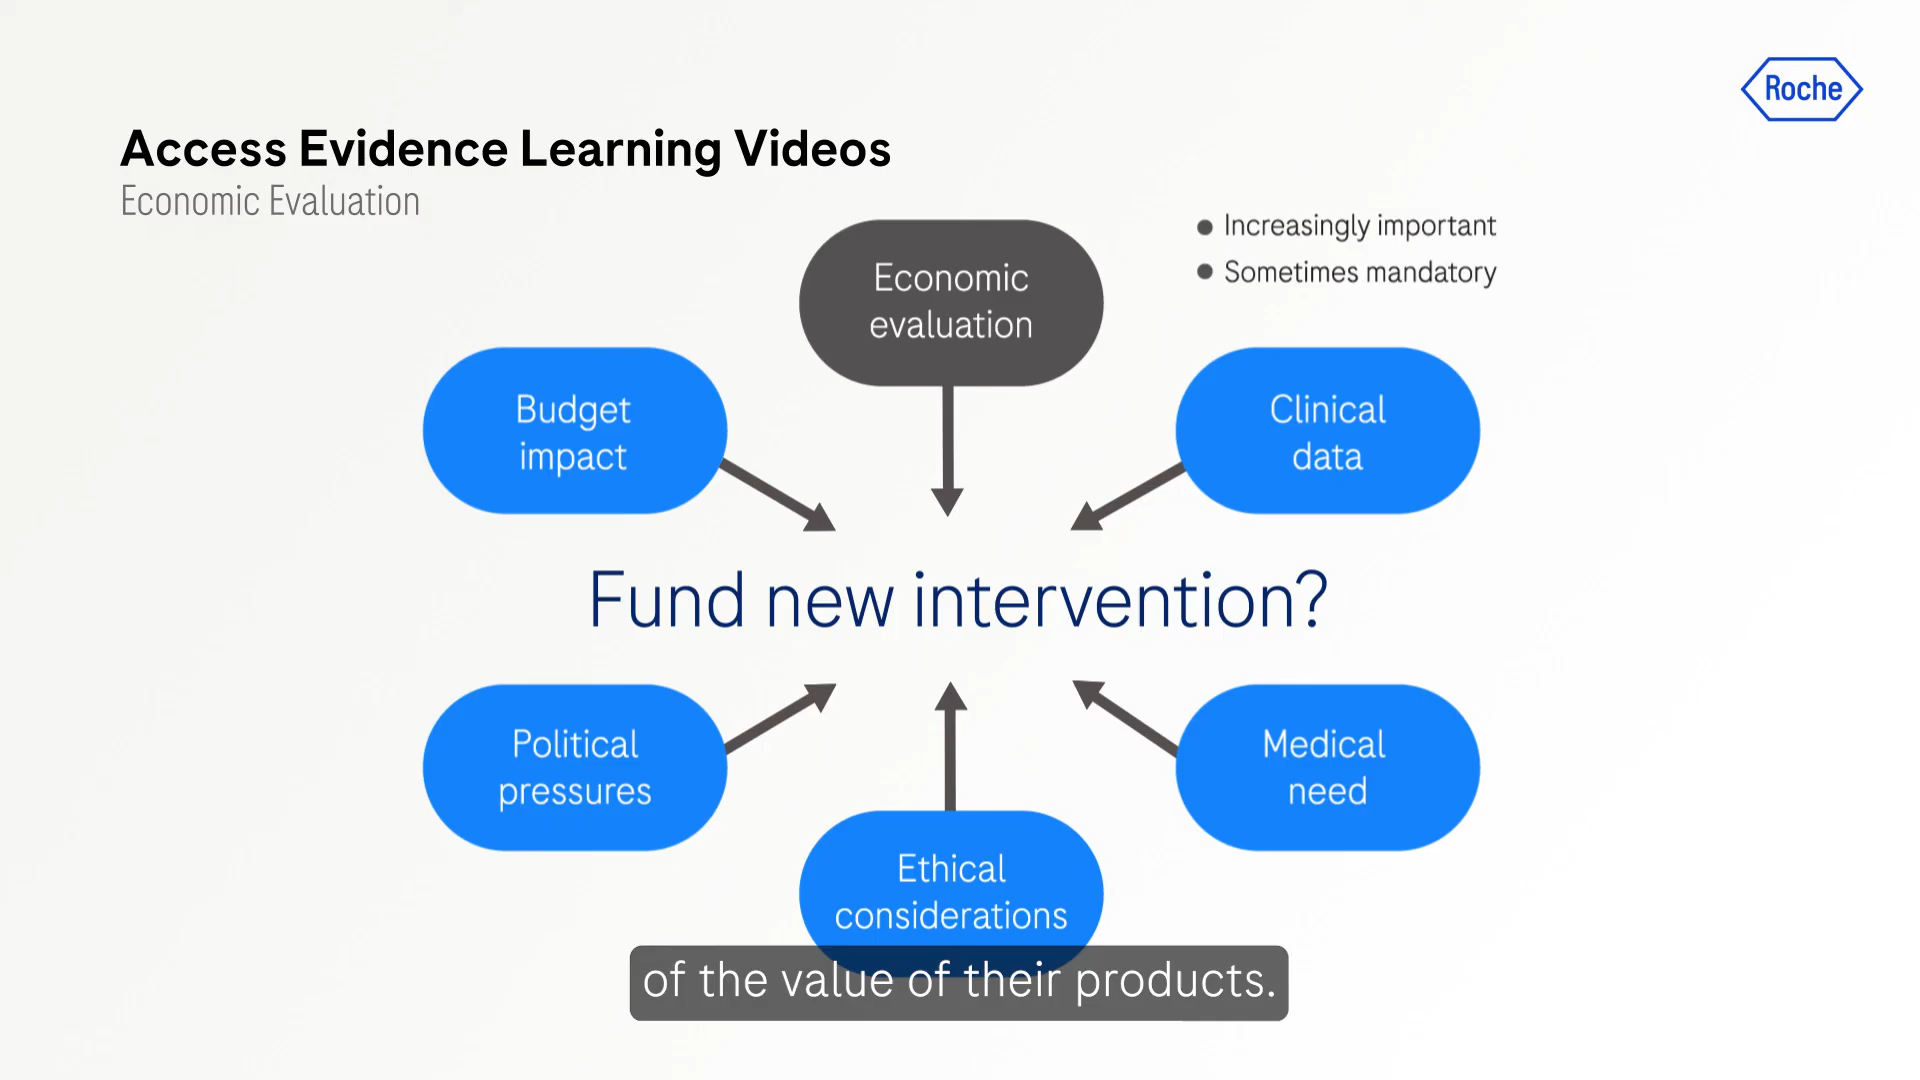 Roche
Access Evidence Learning Videos
Economic Evaluation
Increasingly important
Sometimes mandatory
Economic
evaluation
Budget
impact
Clinical
data
Fund new intervention?
Political
pressures
Medical
need
Ethical
considerations
of the value of their products.